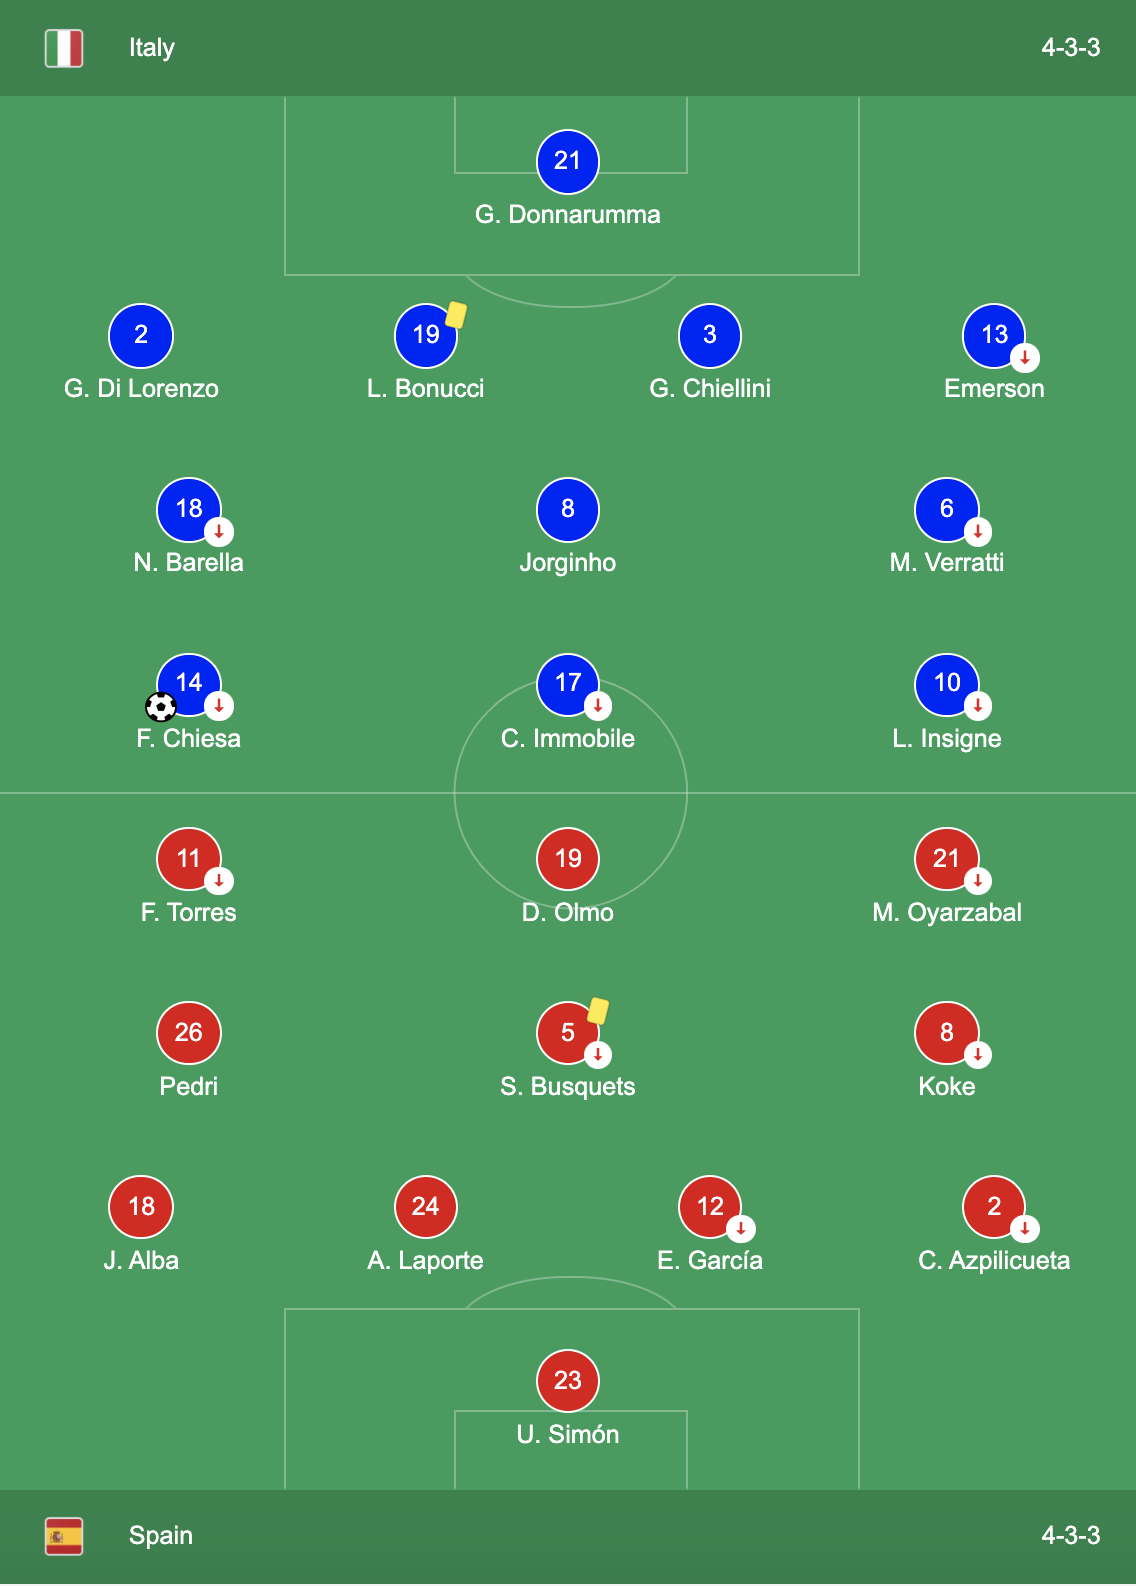 Italy 4-3-3
21
G. Donnarumma
2 19 3 13
G. Di Lorenzo L. Bonucci G. Chiellini Emerson
18 8 6
N. Barella Jorginho M. Verratti
14 17 10
F. Chiesa C. Immobile L. Insigne
11 19 21
F. Torres D. Olmo M. Oyarzabal
26 5 8
Pedri S. Busquets Koke
18 24 12 2
J. Alba A. Laporte E. García C. Azpilicueta
23
U. Simón
Spain 4-3-3